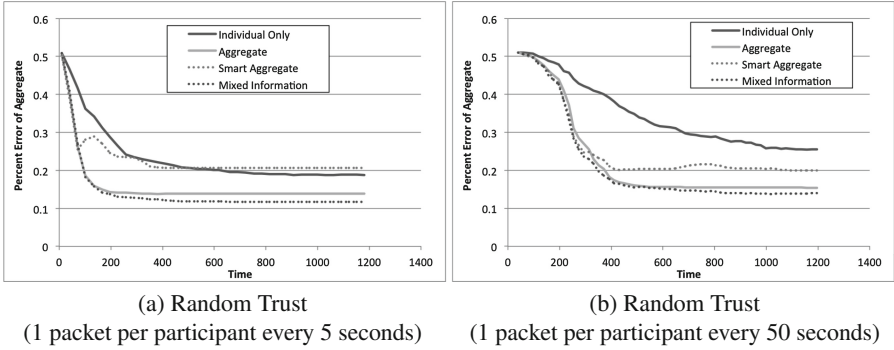 0.6
0.5
0.4
0.3
0.2
0.1
0
Percent Error of Aggregate
Individual Only
Aggregate
Smart Aggregate
Mixed Information
0 200 400 600 800 1000 1200 1400
Time
(a) Random Trust
(1 packet per participant every 5 seconds)
0.6
0.5
0.4
0.3
0.2
0.1
0
Percent Error of Aggregate
Individual Only
Aggregate
Smart Aggregate
Mixed Information
0 200 400 600 800 1000 1200 1400
Time
(b) Random Trust
(1 packet per participant every 50 seconds)